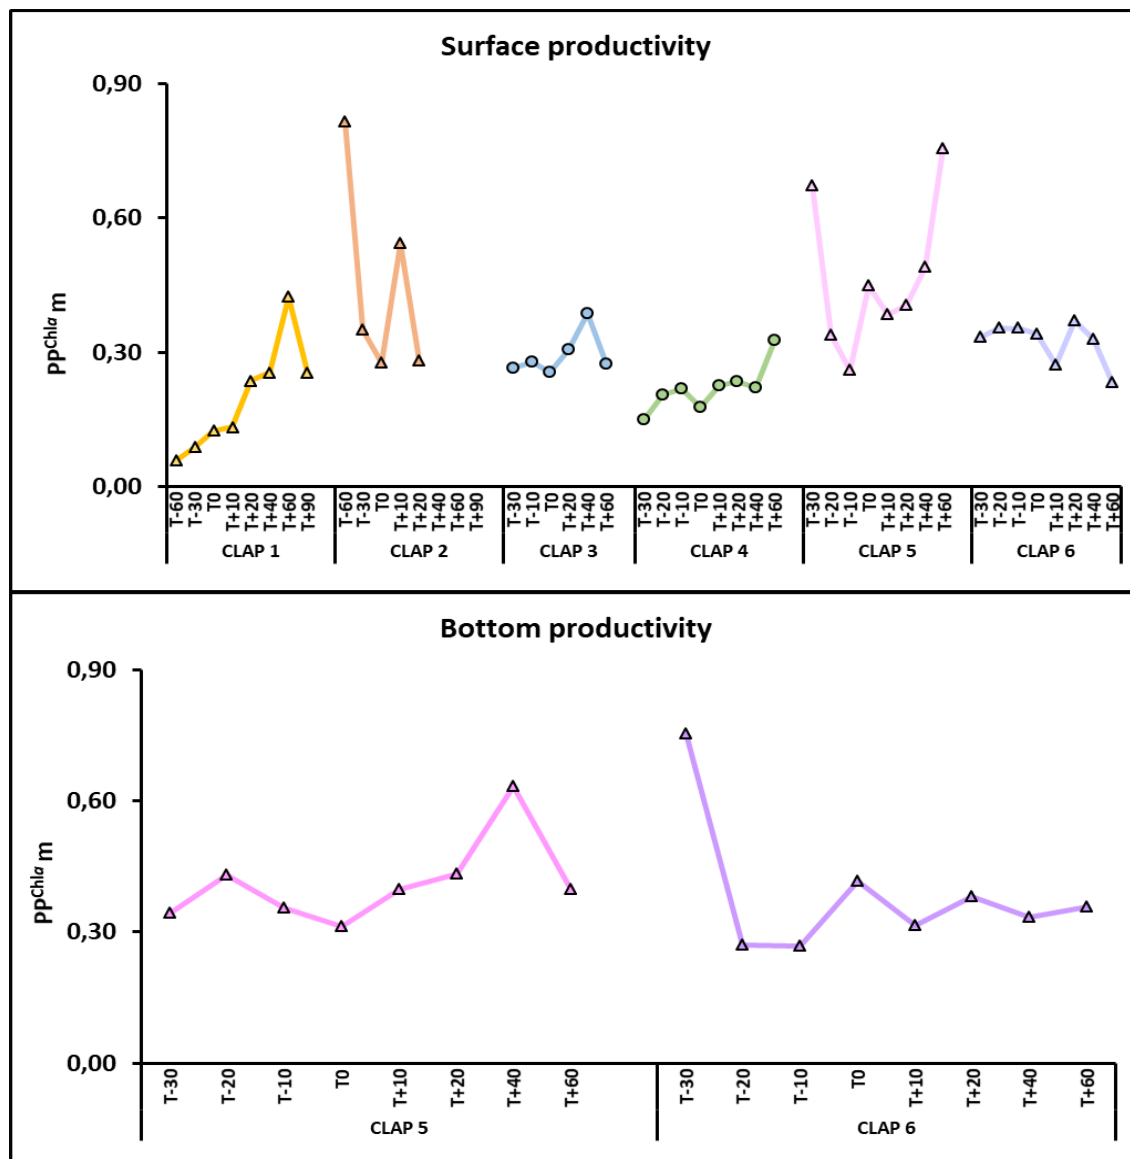 Surface productivity
0,90
0,60
0,30
0,00
PP^Chla m
T-60 T-30 T0 T+10 T+20 T+40 T+60 T+90 T-60 T-30 T0 T+10 T+20 T+40 T+60 T+90 T-30 T-10 T0 T+20 T+40 T+60 T-30 T-20 T-10 T0 T+10 T+20 T+40 T+60 T-30 T-20 T-10 T0 T+10 T+20 T+40 T+60 T-30 T-20 T-10 T0 T+10 T+20 T+40 T+60
CLAP 1 CLAP 2 CLAP 3 CLAP 4 CLAP 5 CLAP 6
Bottom productivity
0,90
0,60
0,30
0,00
PP^Chla m
T-30 T-20 T-10 T0 T+10 T+20 T+40 T+60 T-30 T-20 T-10 T0 T+10 T+20 T+40 T+60
CLAP 5 CLAP 6